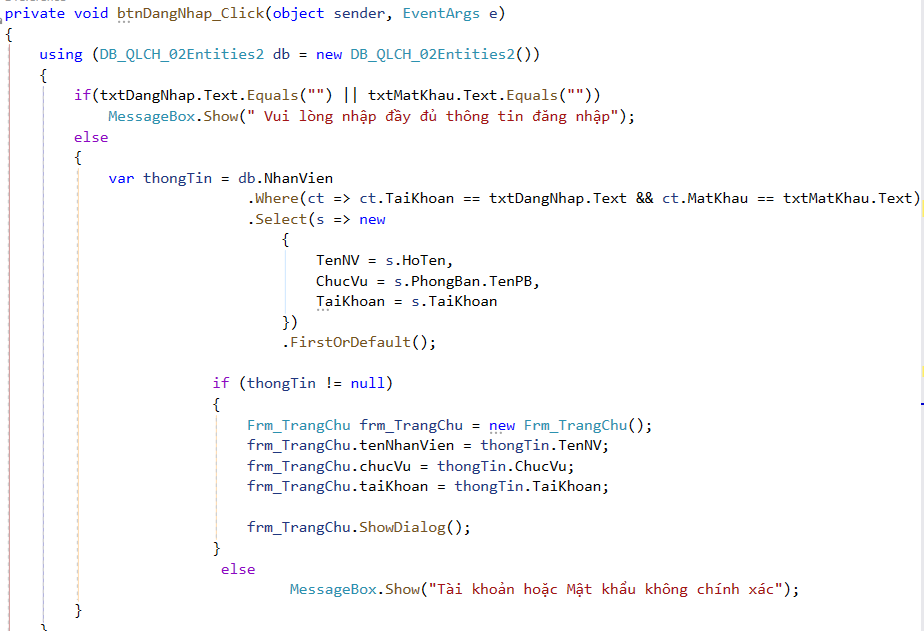 private void btnDangNhap_Click(object sender, EventArgs e)
{
using (DB_QLCH_02Entities2 db = new DB_QLCH_02Entities2())
{
if(txtDangNhap.Text.Equals("") || txtMatKhau.Text.Equals(""))
MessageBox.Show(" Vui lòng nhập đầy đủ thông tin đăng nhập");
else
{
var thongTin = db.NhanVien
.Where(ct => ct.TaiKhoan == txtDangNhap.Text && ct.MatKhau == txtMatKhau.Text)
.Select(s => new
{
TenNV = s.HoTen,
ChucVu = s.PhongBan.TenPB,
TaiKhoan = s.TaiKhoan
})
.FirstOrDefault();
if (thongTin != null)
{
Frm_TrangChu frm_TrangChu = new Frm_TrangChu();
frm_TrangChu.tenNhanVien = thongTin.TenNV;
frm_TrangChu.chucVu = thongTin.ChucVu;
frm_TrangChu.taiKhoan = thongTin.TaiKhoan;
frm_TrangChu.ShowDialog();
}
else
MessageBox.Show("Tài khoản hoặc Mật khẩu không chính xác");
}
}